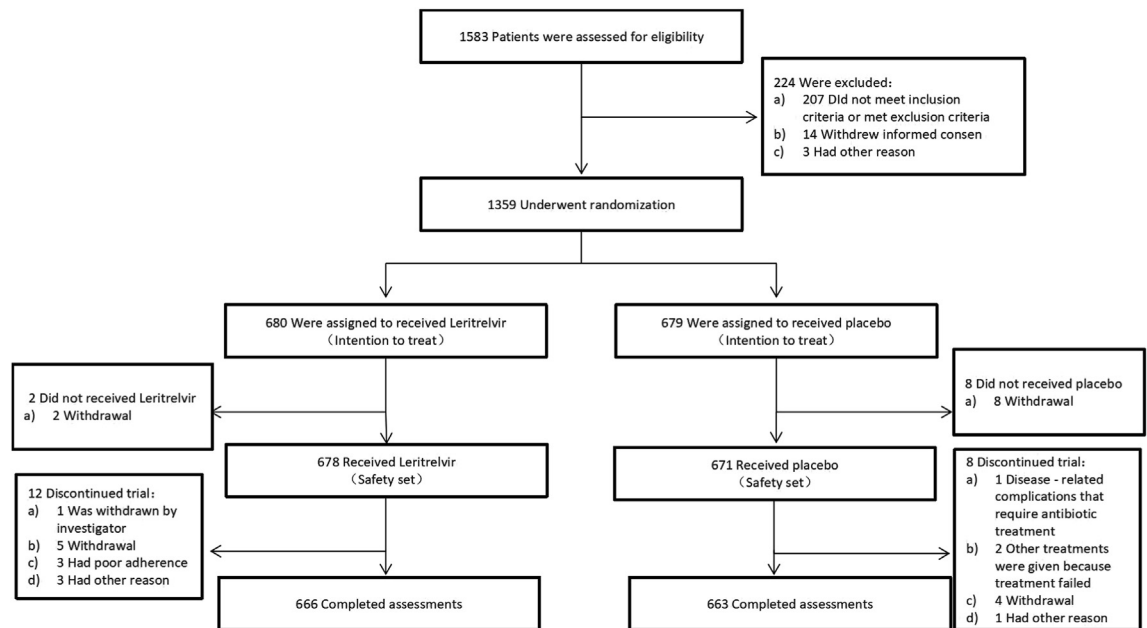 1583 Patients were assessed for eligibility
224 Were excluded：
a) 207 DId not meet inclusion
criteria or met exclusion criteria
b) 14 Withdrew informed consen
c) 3 Had other reason
1359 Underwent randomization
680 Were assigned to received Leritrelvir
（Intention to treat）
679 Were assigned to received placebo
（Intention to treat）
2 Did not received Leritrelvir
a) 2 Withdrawal
8 Did not received placebo
a) 8 Withdrawal
678 Received Leritrelvir
（Safety set）
671 Received placebo
（Safety set）
12 Discontinued trial：
a) 1 Was withdrawn by
investigator
b) 5 Withdrawal
c) 3 Had poor adherence
d) 3 Had other reason
8 Discontinued trial：
a) 1 Disease - related
complications that
require antibiotic
treatment
b) 2 Other treatments
were given because
treatment failed
c) 4 Withdrawal
d) 1 Had other reason
666 Completed assessments
663 Completed assessments